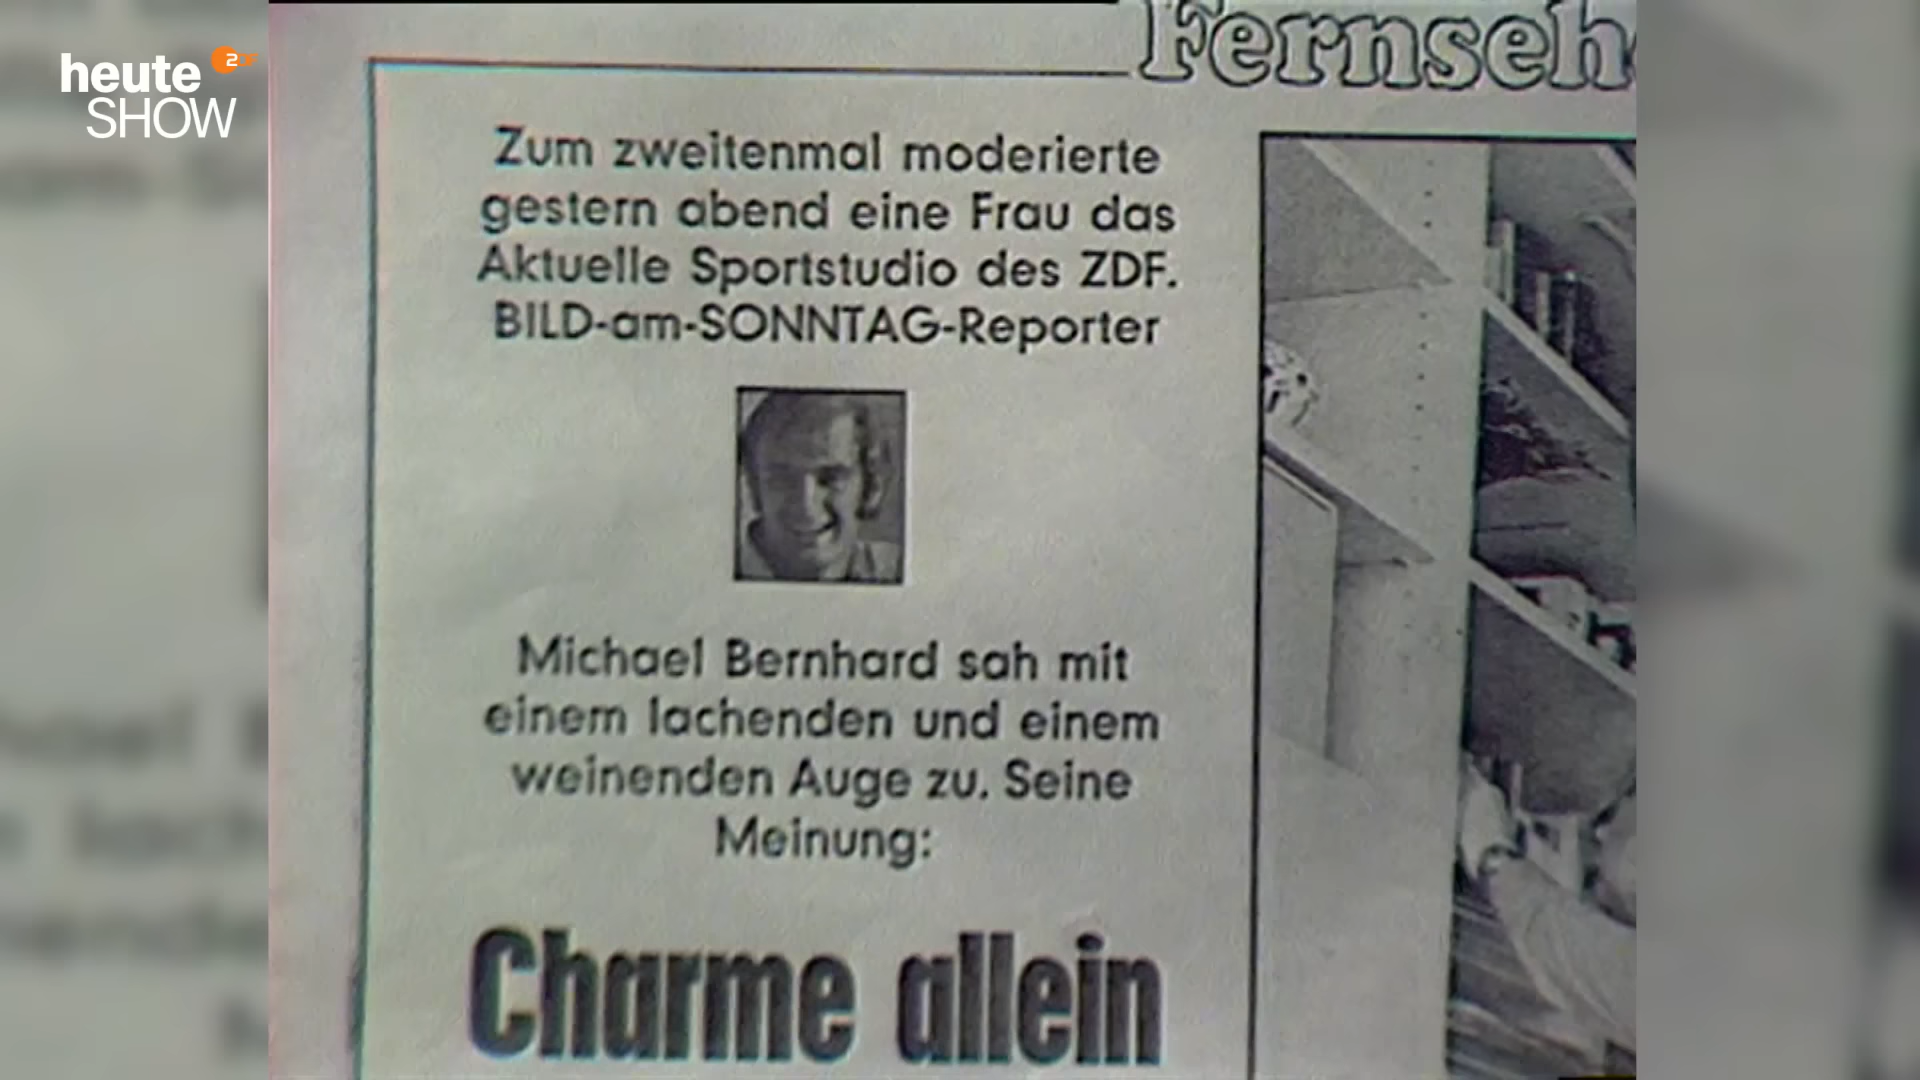 heute
SHOW
2DF
Fernseh
Zum zweitenmal moderierte
gestern abend eine Frau das
Aktuelle Sportstudio des ZDF.
BILD-am-SONNTAG-Reporter
Michael Bernhard sah mit
einem lachenden und einem
weinenden Auge zu. Seine
Meinung:
Charme allein